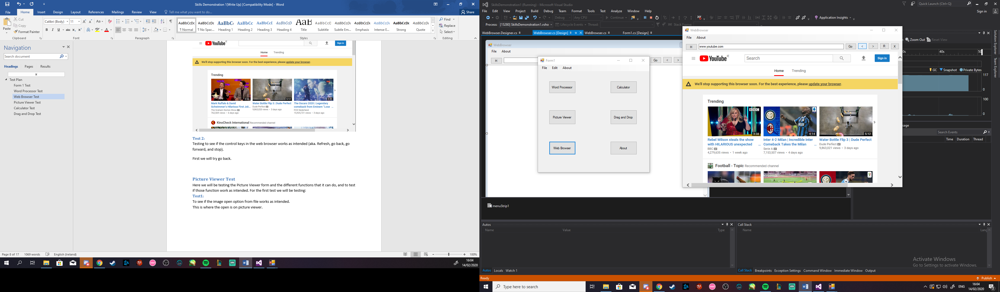 Skills Demonstration 1(Write Up) [Compatibility Mode] - Word
File Home Insert Design Layout References Mailings Review View Tell me what you want to do... Share
Paste
Cut
Copy
Format Painter
Clipboard
Calibri (Body) 11
Font
Paragraph
AaBbCcDc AaBbCcDc AaBbC AaBbCc AaBbCcI AaBbCcD AaB AaBbCcC AaBbCcDc AaBbCcDc AaBbCcDc AaBbCcDc AaBbCcDc
¶ Normal ¶ No Spac... Heading 1 Heading 2 Heading 3 Heading 4 Title Subtitle Subtle Em... Emphasis Intense E... Strong Quote
Styles
Find
Replace
Select
Editing
Navigation
Search document
Headings Pages Results
Test Plan
Form 1 Test
Word Processor Test
Web Browser Test
Picture Viewer Test
Calculator Test
Drag and Drop Test
YouTube IE
Sign in
Home Trending
We'll stop supporting this browser soon. For the best experience, please update your browser.
Trending
2:46 5:12 3:45
Mark Ruffalo & David Schwimmer's Hilarious First Job...
The Graham Norton Show
762,569 views • 6 days ago
Water Bottle Flip 3 | Dude Perfect
Dude Perfect
9,863,020 views • 3 days ago
The Oscars 2020 | Legendary comeback from Eminem "Lose ...
FOX Nederland
15,925,721 views • 3 days ago
KinoCheck International Recommended channel
Test 2:
Testing to see if the control keys in the web browser works as intended (aka. Refresh, go back, go
forward, and stop).
First we will try go back.
Picture Viewer Test
Here we will be testing the Picture Viewer form and the different functions that it can do, and to test
if those function work as intended. For the first test we will be testing:
Test1:
To see if the image open option from file works as intended.
This is where the open is on picture viewer.
Page 8 of 17 1069 words English (Ireland) 100%
16:04
14/02/2020
SkillsDemonstration1 (Running) - Microsoft Visual Studio
Quick Launch (Ctrl+Q)
File Edit View Project Build Debug Team Format Tools Test Analyze Window Help
Sign in
Debug Any CPU Continue Application Insights
Process: [15280] SkillsDemonstration1.vsho Lifecycle Events Thread: Stack Frame:
WebBrowser.Designer.cs WebBrowser.cs [Design] WebBrowser.cs Form1.cs [Design]
WebBrowser
File About
H Go < >
Form1
File Edit About
Word Processor Calculator
Picture Viewer Drag and Drop
Web Browser About
WebBrowser
File About
H www.youtube.com Go < > R X
YouTube IE Search Sign in
Home Trending
We'll stop supporting this browser soon. For the best experience, please update your browser.
Trending
BBC
3:38 4:14 5:12
Rebel Wilson steals the show with HILARIOUS unexpected ...
BBC
4,279,635 views • 1 week ago
Inter 4-2 Milan | Incredible Inter Comeback Takes the Milan ...
Serie A
7,153,507 views • 4 days ago
Water Bottle Flip 3 | Dude Perfect
Dude Perfect
9,863,021 views • 3 days ago
Football - Topic Recommended channel
Zoom Out Reset View
40s
GC Snapshot Private Bytes
117
0
100
0
Search Events
Time Duration Thread
Solution Explorer
Team Explorer
menuStrip1
Autos
Name Value Type
Autos Locals Watch 1
Call Stack
Name Lang
Activate Windows
Go to Settings to activate Windows.
Call Stack Breakpoints Exception Settings Command Window Immediate Window Output
Ready
Publish
Type here to search
ENG
16:04
14/02/2020